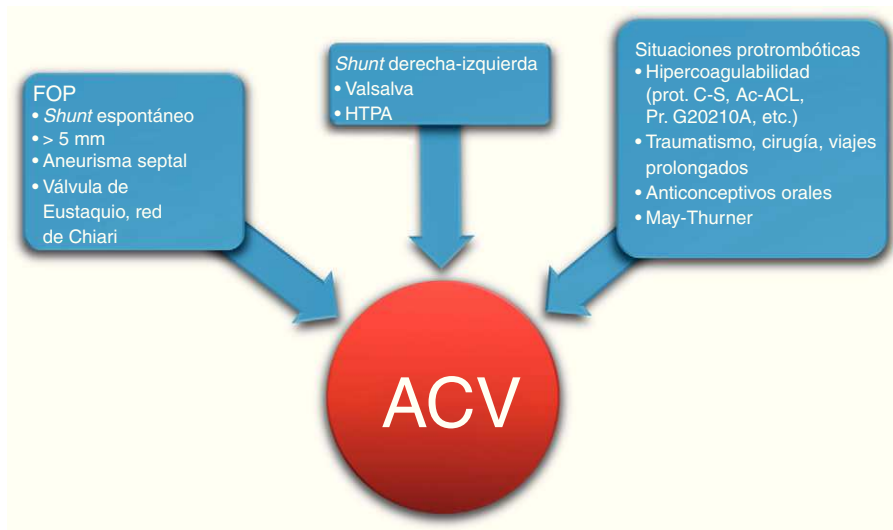 FOP
• Shunt espontáneo
• > 5 mm
• Aneurisma septal
• Válvula de
Eustaquio, red
de Chiari
Shunt derecha-izquierda
• Valsalva
• HTPA
Situaciones protrombóticas
• Hipercoagulabilidad
(prot. C-S, Ac-ACL,
Pr. G20210A, etc.)
• Traumatismo, cirugía, viajes
prolongados
• Anticonceptivos orales
• May-Thurner
ACV